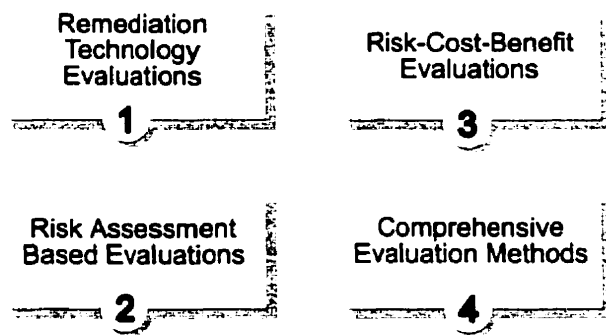 Remediation
Technology
Evaluations
1
Risk Assessment
Based Evaluations
2
Risk-Cost-Benefit
Evaluations
3
Comprehensive
Evaluation Methods
4